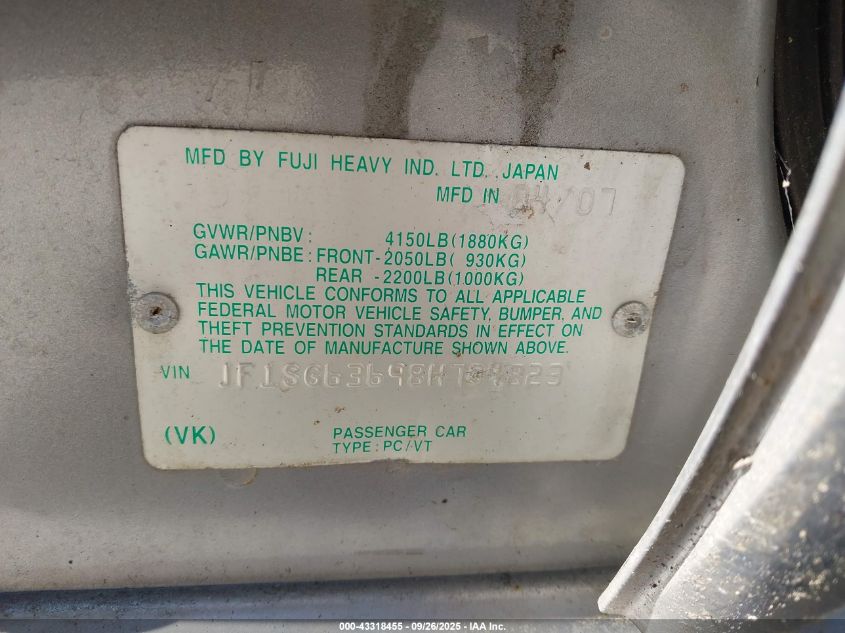 MFD BY FUJI HEAVY IND. LTD. JAPAN
MFD IN 04/07
GVWR/PNBV: 4150LB(1880KG)
GAWR/PNBE: FRONT-2050LB( 930KG)
REAR -2200LB(1000KG)
THIS VEHICLE CONFORMS TO ALL APPLICABLE
FEDERAL MOTOR VEHICLE SAFETY, BUMPER, AND
THEFT PREVENTION STANDARDS IN EFFECT ON
THE DATE OF MANUFACTURE SHOWN ABOVE.
VIN JF1SG63698H704823
(VK) PASSENGER CAR
TYPE: PC/VT
000-43318455 - 09/26/2025 - IAA Inc.